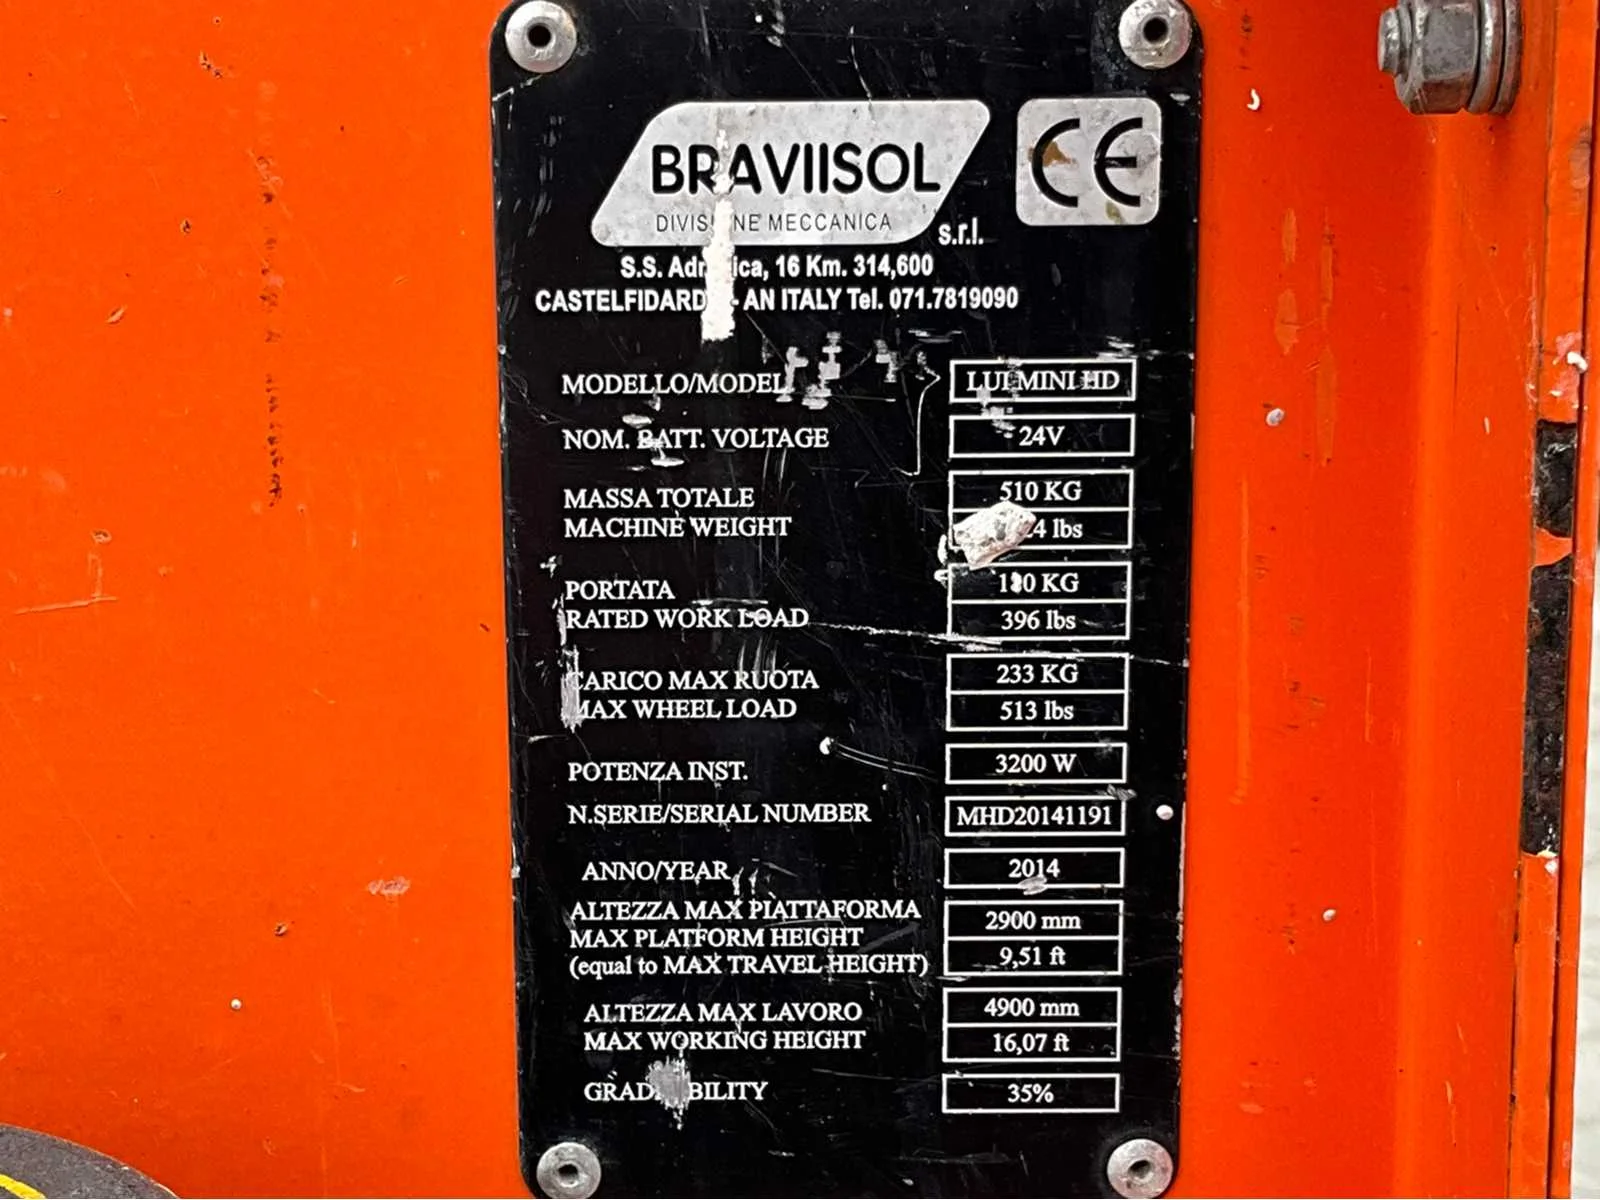 BRAVIISOL
CE
MECCANICA
s.r.l.
S.S. 16 Km. 314,600
AN ITALY Tel. 071.7819090
MODELLO/MODEL LUI MINI HD
NOM. BATT. VOLTAGE 24V
MASSA TOTALE 510 KG
MACHINE WEIGHT lbs
PORTATA 180 KG
RATED WORK LOAD 396 lbs
CARICO MAX RUOTA 233 KG
MAX WHEEL LOAD 513 lbs
POTENZA INST. 3200 W
N.SERIE/SERIAL NUMBER MHD20141191
ANNO/YEAR 2014
ALTEZZA MAX PIATTAFORMA 2900 mm
MAX PLATFORM HEIGHT
(equal to MAX TRAVEL HEIGHT) 9,51 ft
ALTEZZA MAX LAVORO 4900 mm
MAX WORKING HEIGHT 16,07 ft
35%